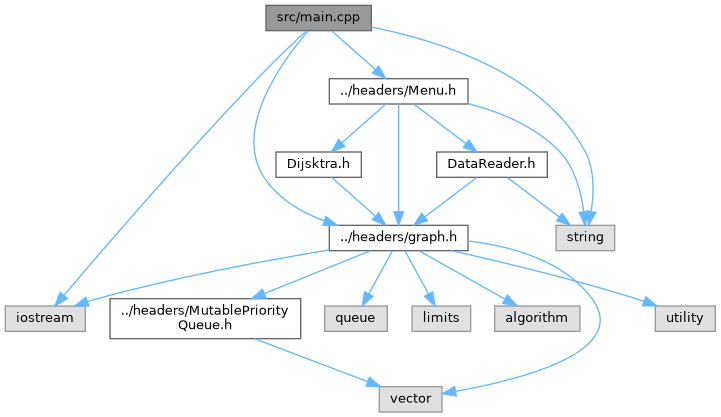 src/main.cpp
../headers/Menu.h
Dijsktra.h
DataReader.h
../headers/graph.h
string
iostream
../headers/MutablePriority
Queue.h
queue
limits
algorithm
utility
vector